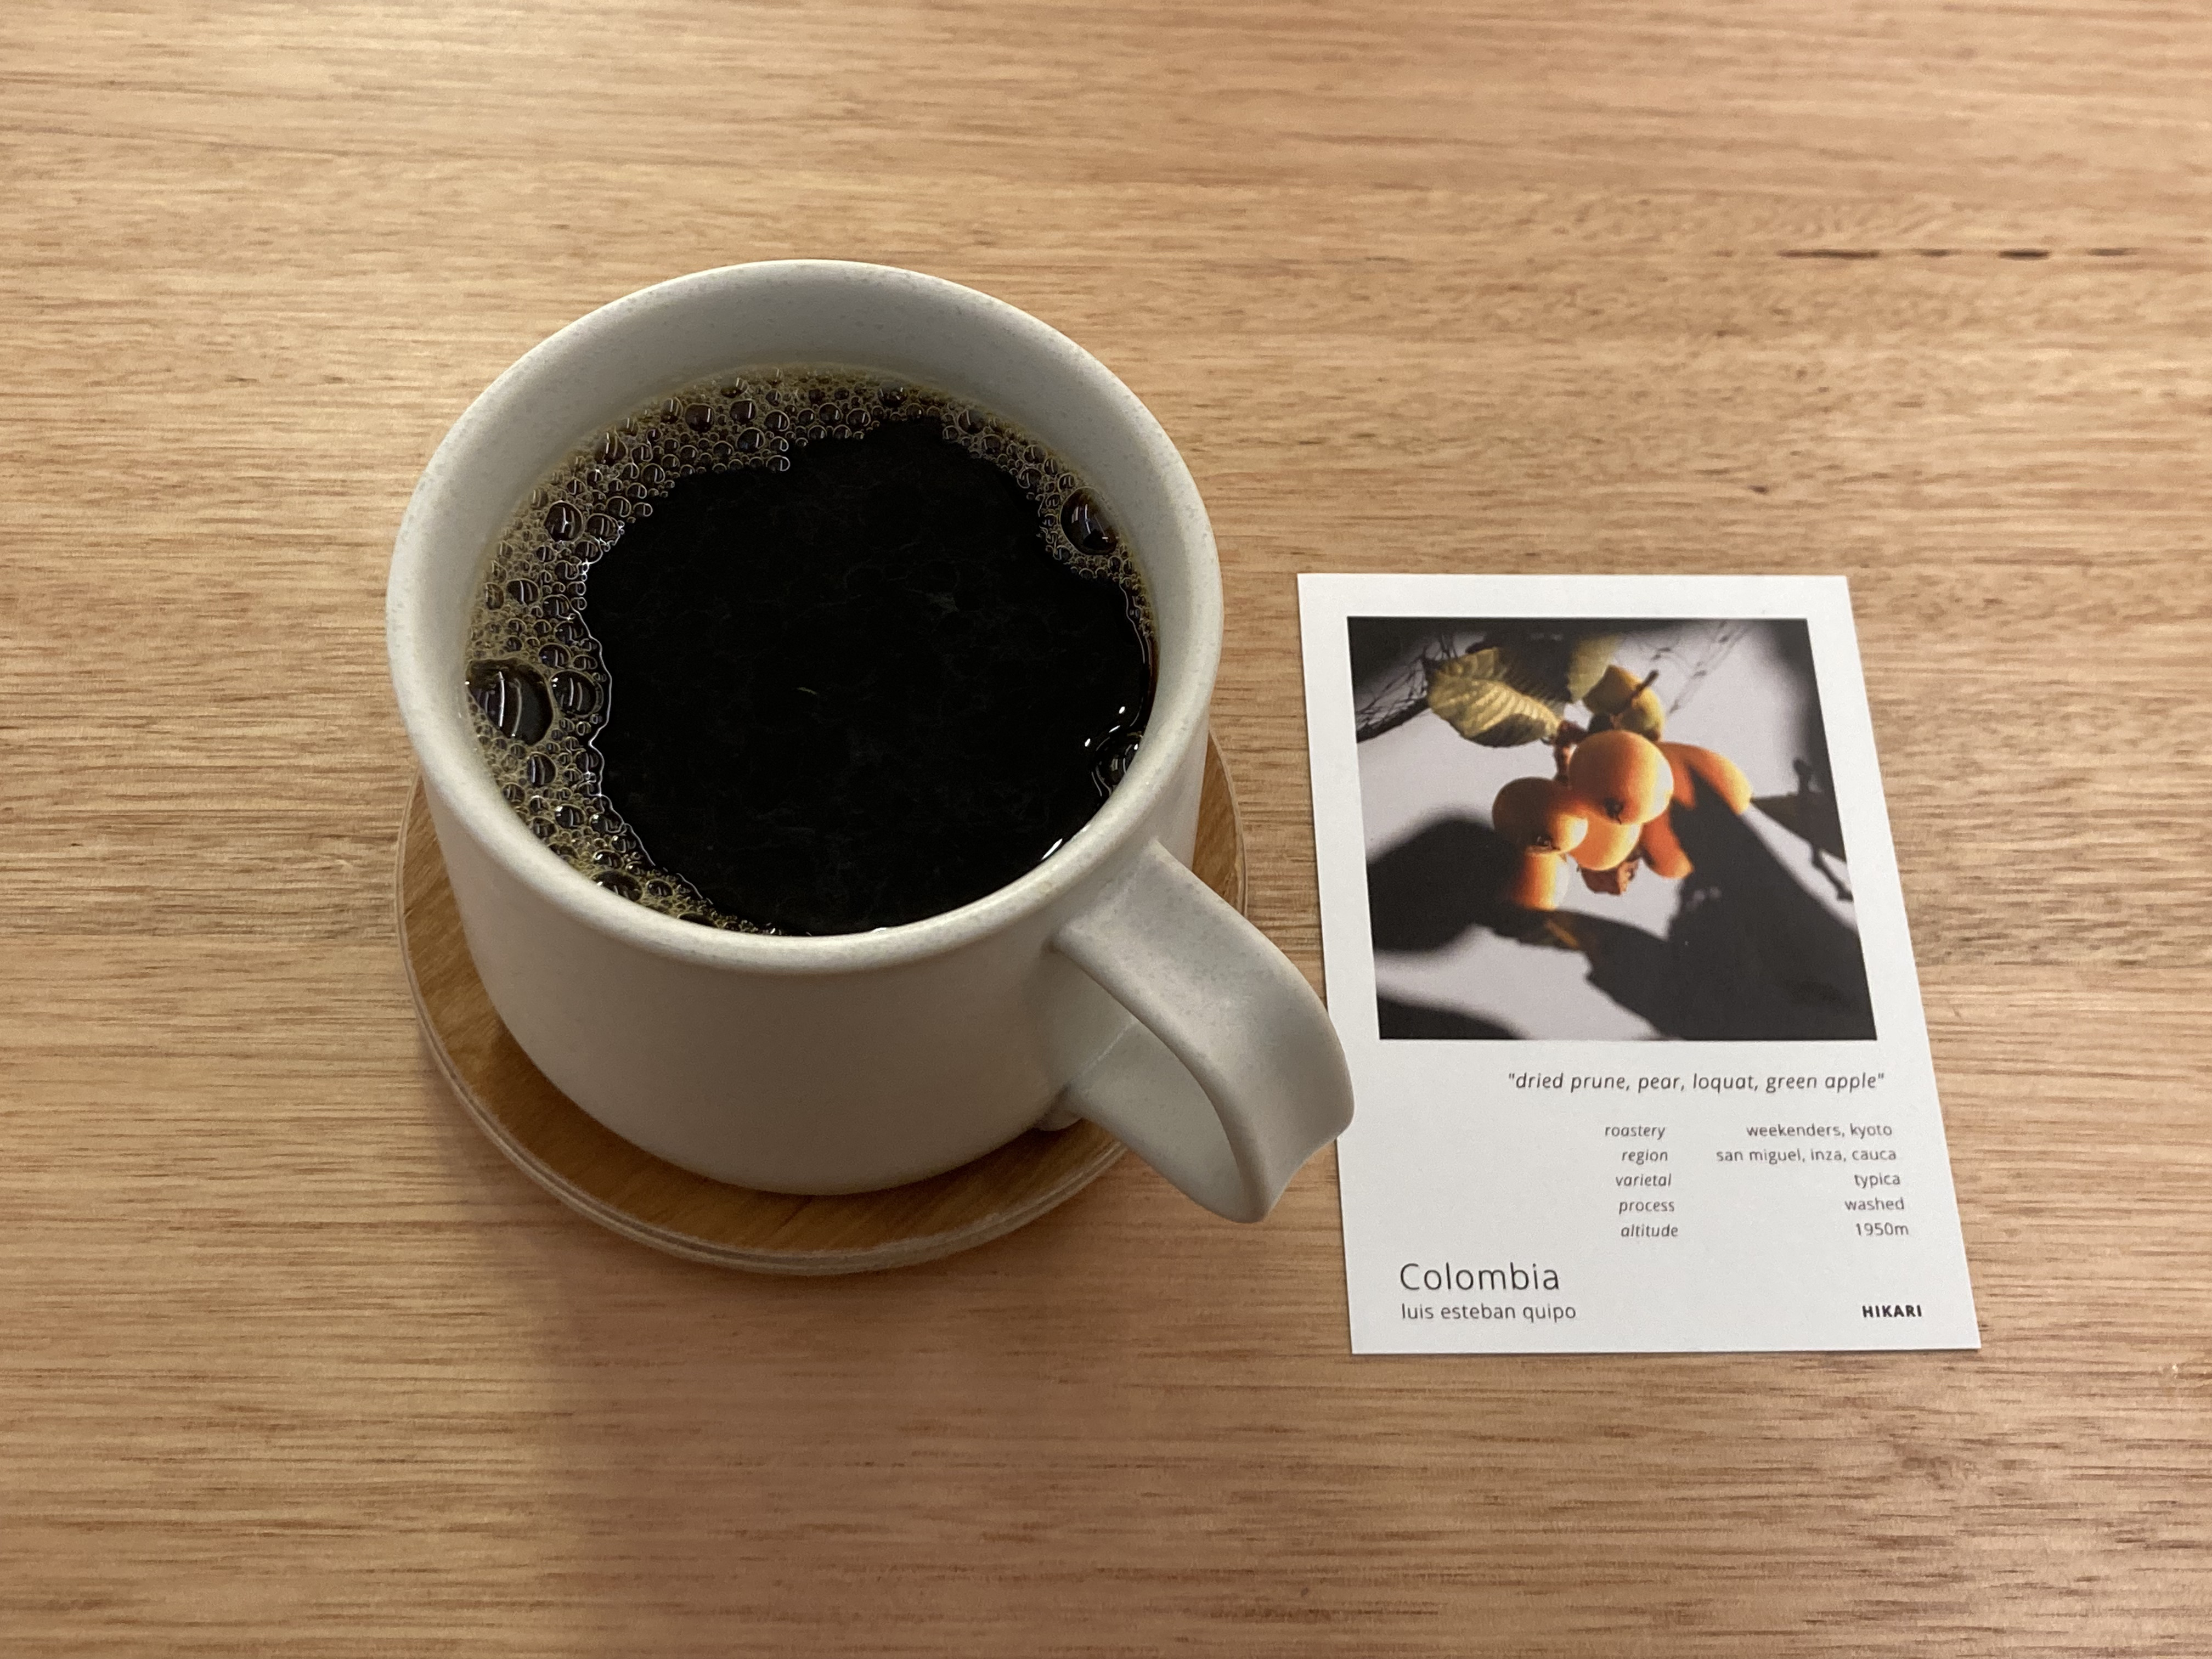 "dried prune, pear, loquat, green apple"
roastery weekenders, kyoto
region san miguel, inza, cauca
varietal typica
process washed
altitude 1950m
Colombia
luis esteban quipo HIKARI